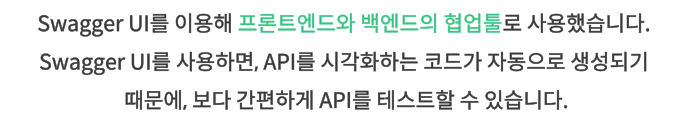 Swagger UI를 이용해 프론트엔드와 백엔드의 협업툴로 사용했습니다.
Swagger UI를 사용하면, API를 시각화하는 코드가 자동으로 생성되기
때문에, 보다 간편하게 API를 테스트할 수 있습니다.